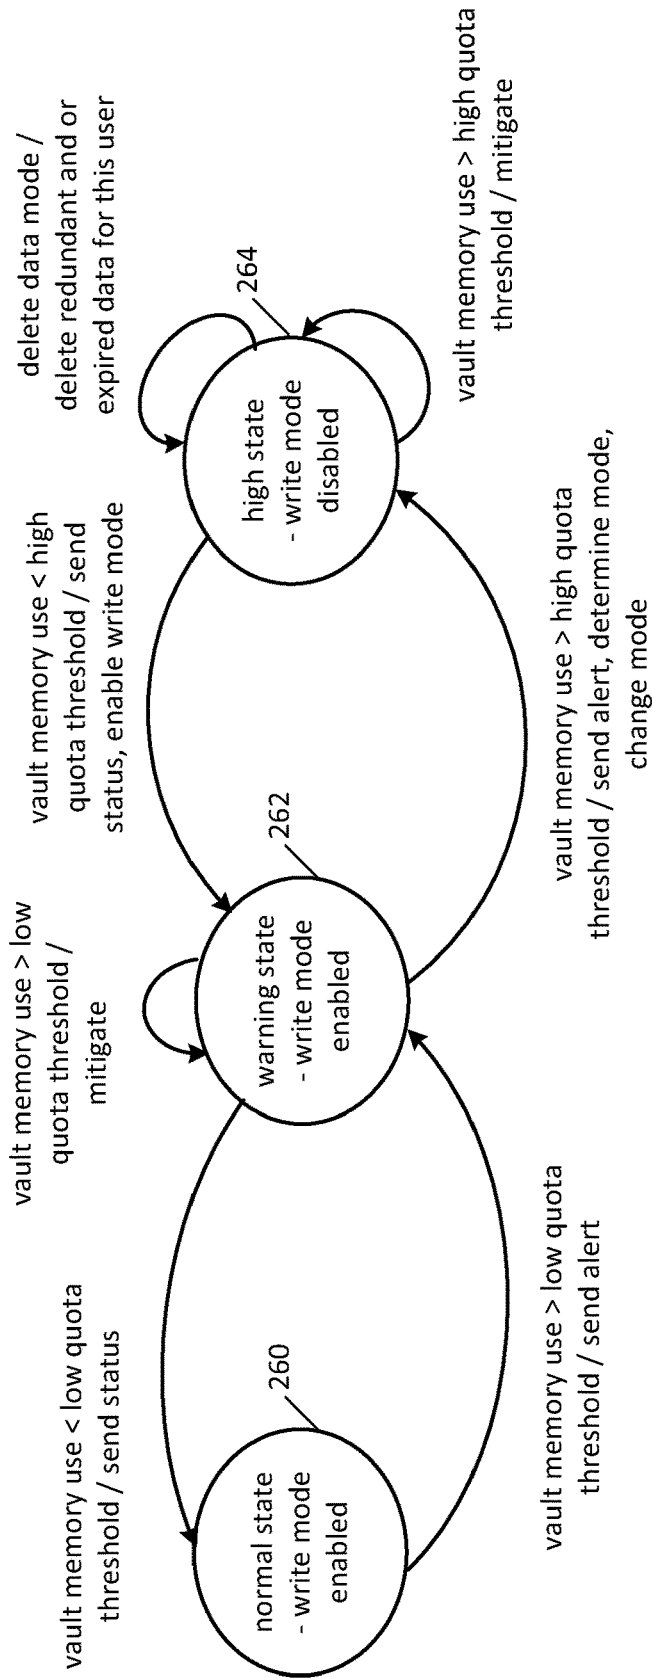 vault memory use < low quota
threshold / send status
vault memory use > low
quota threshold /
mitigate
vault memory use < high
quota threshold / send
status, enable write mode
delete data mode /
delete redundant and or
expired data for this user
normal state
- write mode
enabled
260
warning state
- write mode
enabled
262
high state
- write mode
disabled
264
vault memory use > low quota
threshold / send alert
vault memory use > high quota
threshold / send alert, determine mode,
change mode
vault memory use > high quota
threshold / mitigate